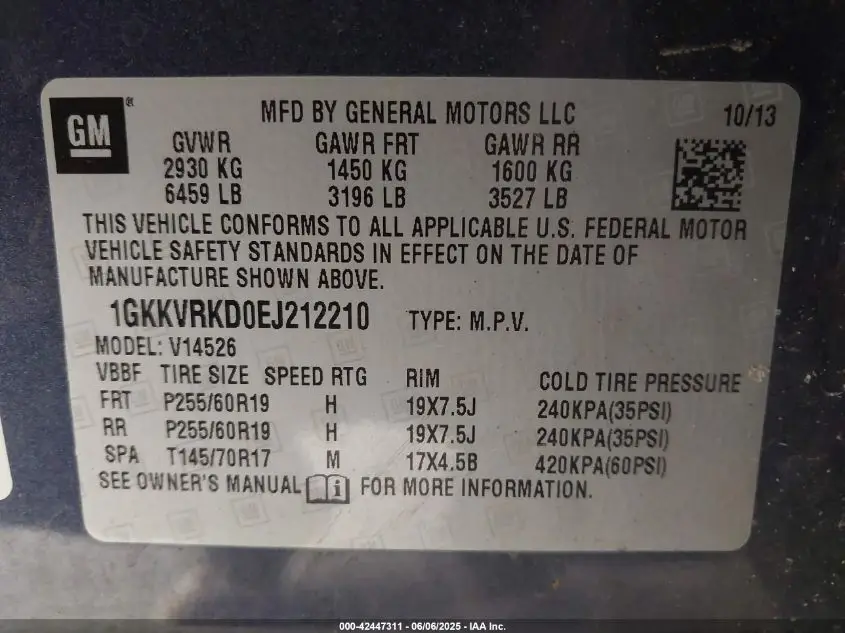 GM ®
MFD BY GENERAL MOTORS LLC 10/13
GVWR GAWR FRT GAWR RR
2930 KG 1450 KG 1600 KG
6459 LB 3196 LB 3527 LB
THIS VEHICLE CONFORMS TO ALL APPLICABLE U.S. FEDERAL MOTOR
VEHICLE SAFETY STANDARDS IN EFFECT ON THE DATE OF
MANUFACTURE SHOWN ABOVE.
1GKKVRKD0EJ212210 TYPE: M.P.V.
MODEL: V14526
VBBF TIRE SIZE SPEED RTG RIM COLD TIRE PRESSURE
FRT P255/60R19 H 19X7.5J 240KPA(35PSI)
RR P255/60R19 H 19X7.5J 240KPA(35PSI)
SPA T145/70R17 M 17X4.5B 420KPA(60PSI)
SEE OWNER'S MANUAL i FOR MORE INFORMATION.
000-42447311 - 06/06/2025 - IAA Inc.